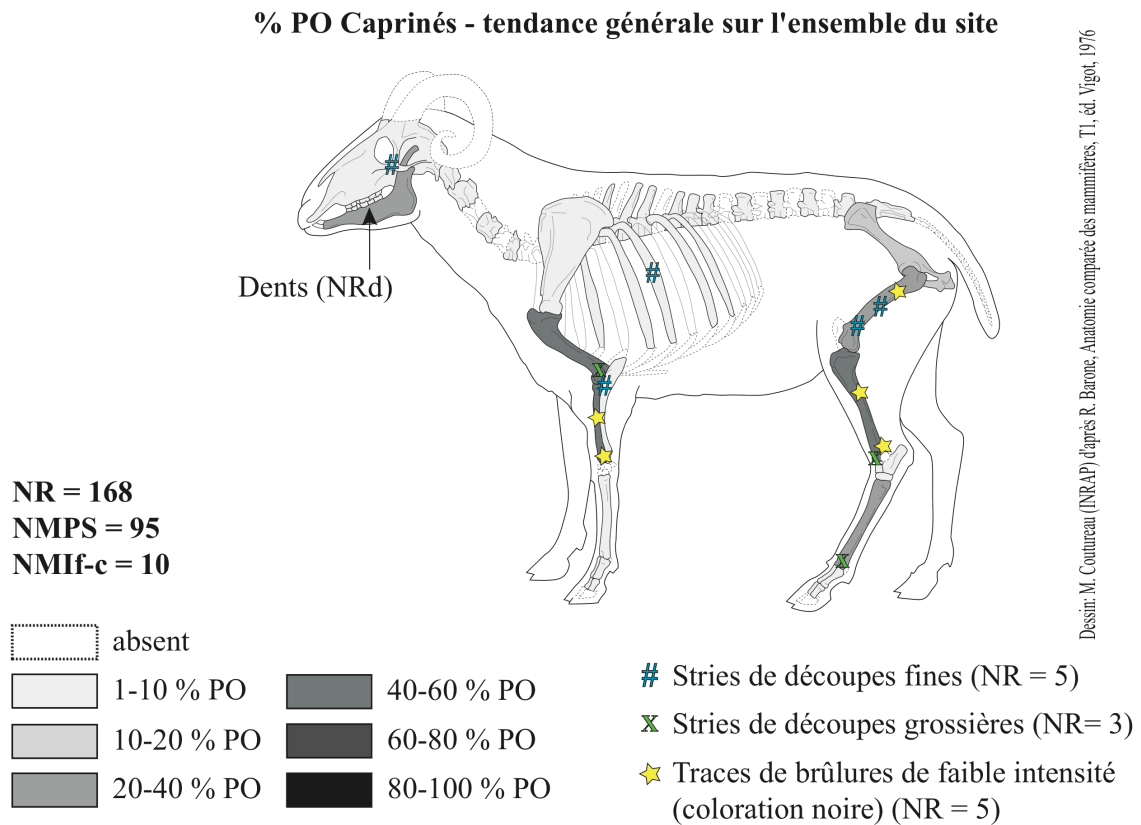 % PO Caprinés - tendance générale sur l'ensemble du site
Dessin: M. Coutureau (INRAP) d'après R. Barone, Anatomie comparée des mammifères, T1, éd. Vigot, 1976
Dents (NRd)
NR = 168
NMPS = 95
NMIf-c = 10
absent
1-10 % PO
10-20 % PO
20-40 % PO
40-60 % PO
60-80 % PO
80-100 % PO
# Stries de découpes fines (NR = 5)
X Stries de découpes grossières (NR= 3)
Traces de brûlures de faible intensité
(coloration noire) (NR = 5)